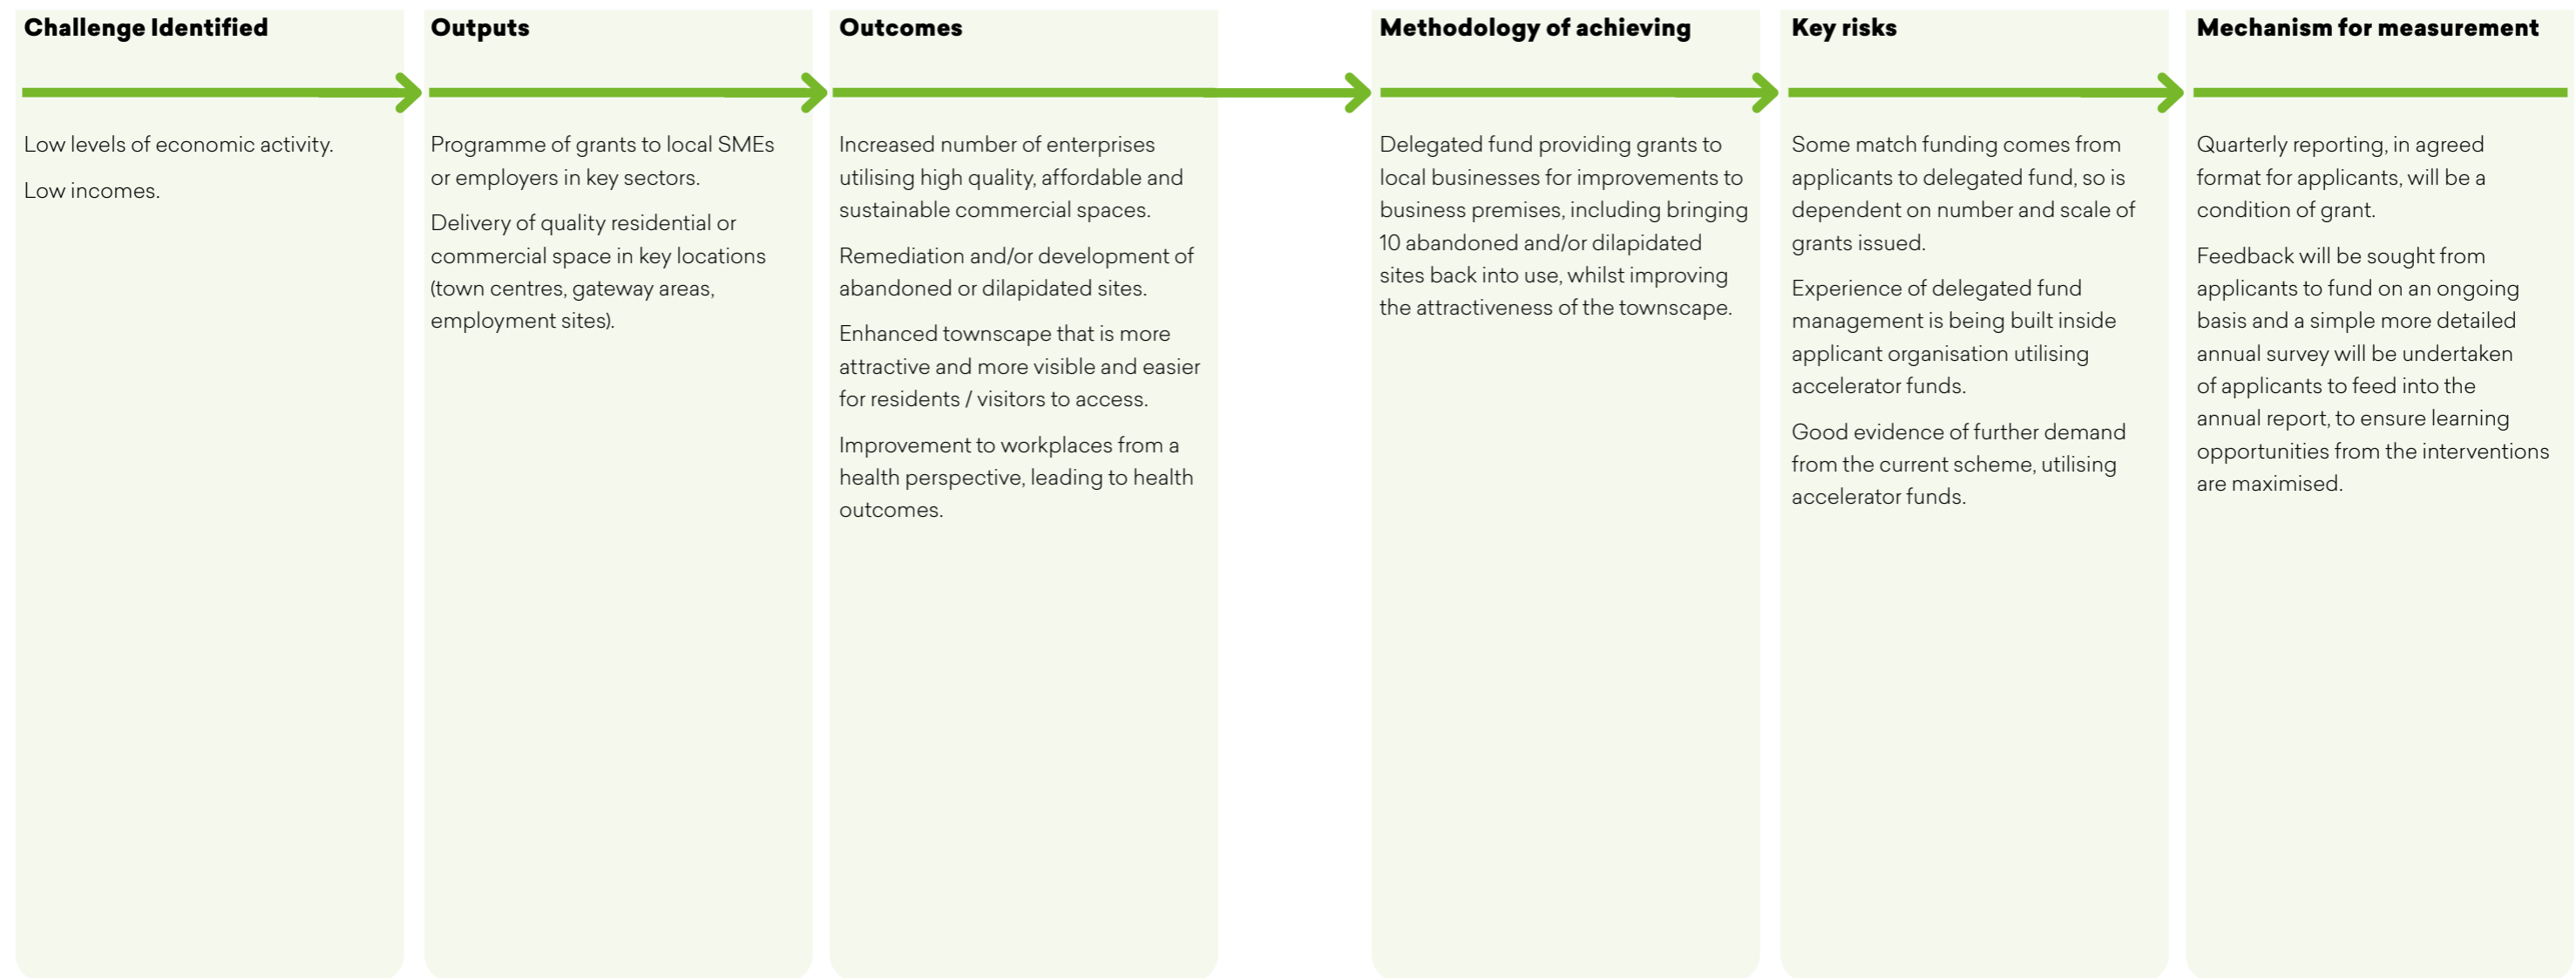 Challenge Identified
Low levels of economic activity.
Low incomes.
Outputs
Programme of grants to local SMEs
or employers in key sectors.
Delivery of quality residential or
commercial space in key locations
(town centres, gateway areas,
employment sites).
Outcomes
Increased number of enterprises
utilising high quality, affordable and
sustainable commercial spaces.
Remediation and/or development of
abandoned or dilapidated sites.
Enhanced townscape that is more
attractive and more visible and easier
for residents / visitors to access.
Improvement to workplaces from a
health perspective, leading to health
outcomes.
Methodology of achieving
Delegated fund providing grants to
local businesses for improvements to
business premises, including bringing
10 abandoned and/or dilapidated
sites back into use, whilst improving
the attractiveness of the townscape.
Key risks
Some match funding comes from
applicants to delegated fund, so is
dependent on number and scale of
grants issued.
Experience of delegated fund
management is being built inside
applicant organisation utilising
accelerator funds.
Good evidence of further demand
from the current scheme, utilising
accelerator funds.
Mechanism for measurement
Quarterly reporting, in agreed
format for applicants, will be a
condition of grant.
Feedback will be sought from
applicants to fund on an ongoing
basis and a simple more detailed
annual survey will be undertaken
of applicants to feed into the
annual report, to ensure learning
opportunities from the interventions
are maximised.